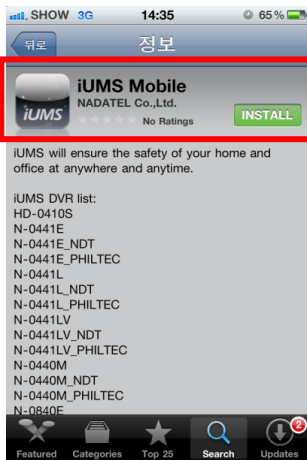 SHOW 3G 14:35 65%
뒤로 정보
iUMS
iUMS Mobile
NADATEL Co.,Ltd.
No Ratings
INSTALL
iUMS will ensure the safety of your home and
office at anywhere and anytime.
iUMS DVR list:
HD-0410S
N-0441E
N-0441E_NDT
N-0441E_PHILTEC
N-0441L
N-0441L_NDT
N-0441L_PHILTEC
N-0441LV
N-0441LV_NDT
N-0441LV_PHILTEC
N-0440M
N-0440M_NDT
N-0440M_PHILTEC
N-0840E
2
Featured Categories Top 25 Search Updates